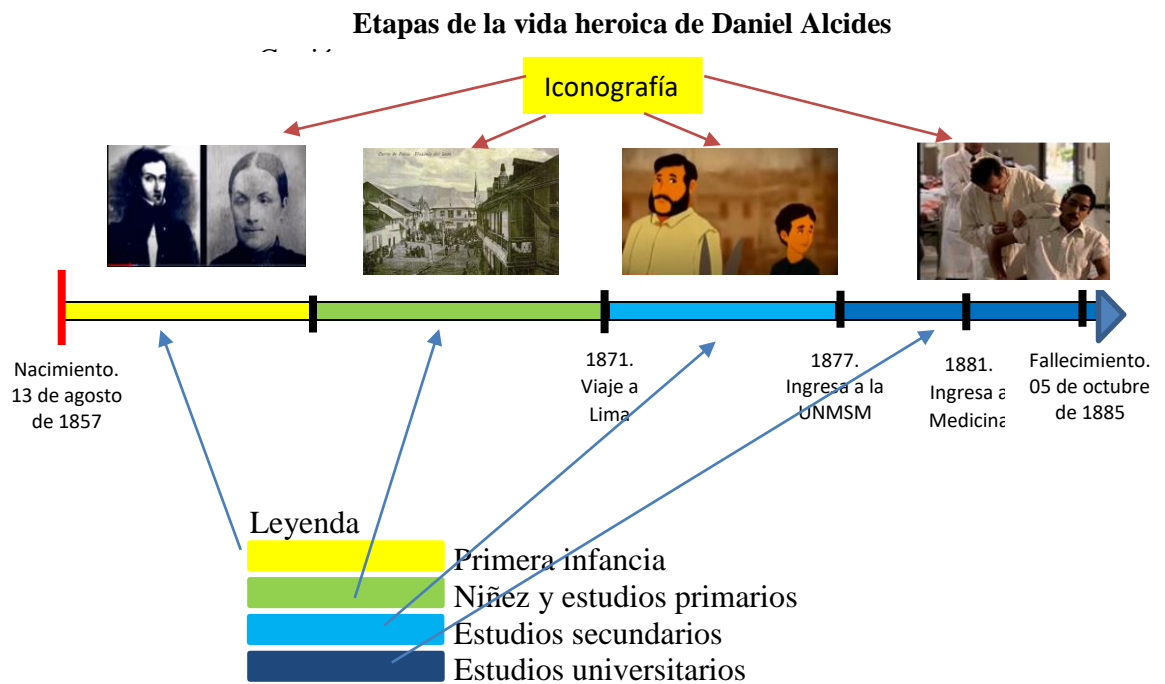 Etapas de la vida heroica de Daniel Alcides
Iconografía
Nacimiento.
13 de agosto
de 1857
1871.
Viaje a
Lima
1877.
Ingresa a la
UNMSM
1881.
Ingresa a
Medicina
Fallecimiento.
05 de octubre
de 1885
Leyenda
Primera infancia
Niñez y estudios primarios
Estudios secundarios
Estudios universitarios